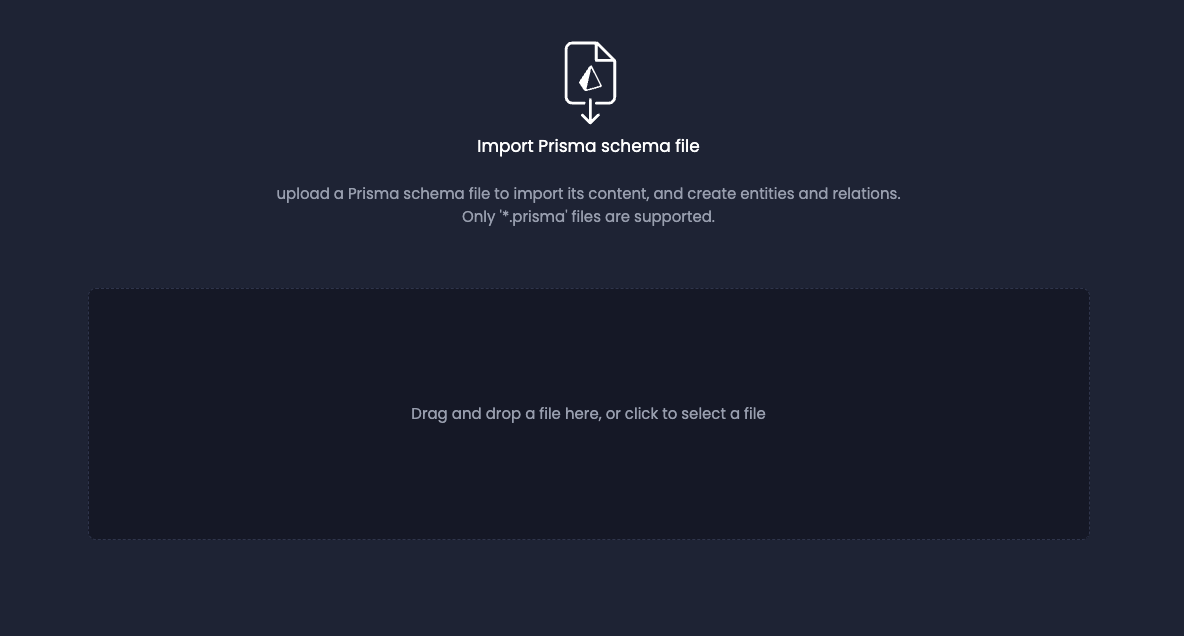 Import Prisma schema file
upload a Prisma schema file to import its content, and create entities and relations.
Only '*.prisma' files are supported.
Drag and drop a file here, or click to select a file